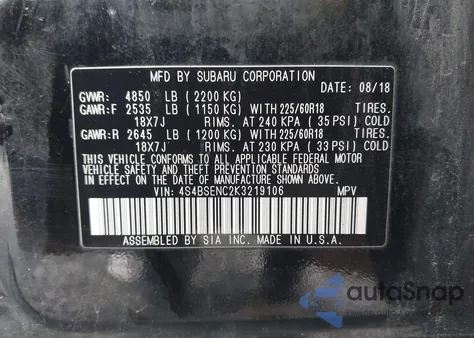 MFD BY SUBARU CORPORATION
DATE: 08/18
GVWR: 4850 LB (2200 KG)
GAWR:F 2535 LB (1150 KG) WITH 225/60R18 TIRES.
18X7J RIMS. AT 240 KPA (35 PSI) COLD
GAWR:R 2645 LB (1200 KG) WITH 225/60R18 TIRES.
18X7J RIMS. AT 230 KPA (33 PSI) COLD
THIS VEHICLE CONFORMS TO ALL APPLICABLE FEDERAL MOTOR
VEHICLE SAFETY AND THEFT PREVENTION STANDARDS
IN EFFECT ON THE DATE OF MANUFACTURE SHOWN ABOVE.
VIN: 4S4BSENC2K3219106 MPV
ASSEMBLED BY SIA INC. MADE IN U.S.A.
autoSnap